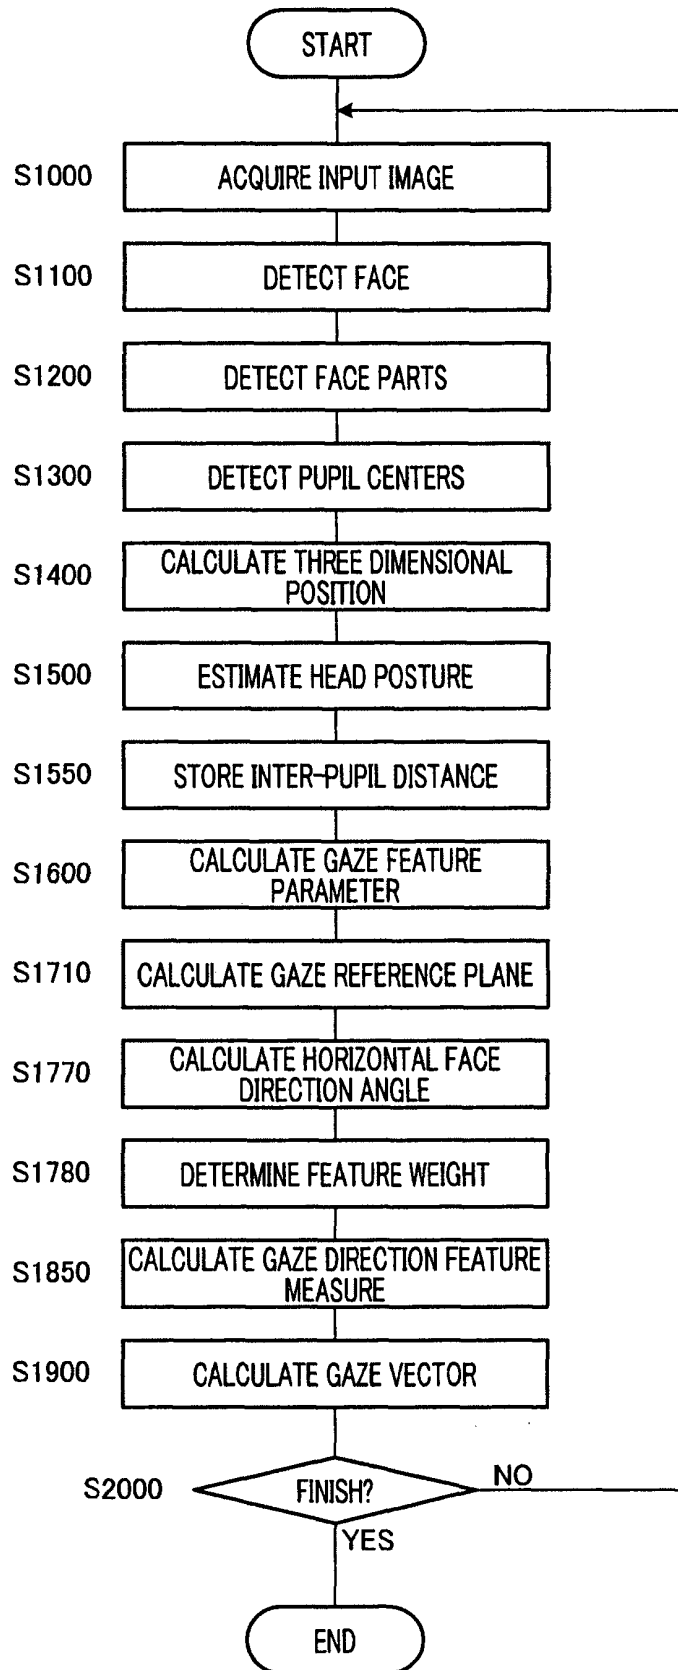 START
S1000 ACQUIRE INPUT IMAGE
S1100 DETECT FACE
S1200 DETECT FACE PARTS
S1300 DETECT PUPIL CENTERS
S1400 CALCULATE THREE DIMENSIONAL
POSITION
S1500 ESTIMATE HEAD POSTURE
S1550 STORE INTER-PUPIL DISTANCE
S1600 CALCULATE GAZE FEATURE
PARAMETER
S1710 CALCULATE GAZE REFERENCE PLANE
S1770 CALCULATE HORIZONTAL FACE
DIRECTION ANGLE
S1780 DETERMINE FEATURE WEIGHT
S1850 CALCULATE GAZE DIRECTION FEATURE
MEASURE
S1900 CALCULATE GAZE VECTOR
S2000 FINISH? NO
YES
END